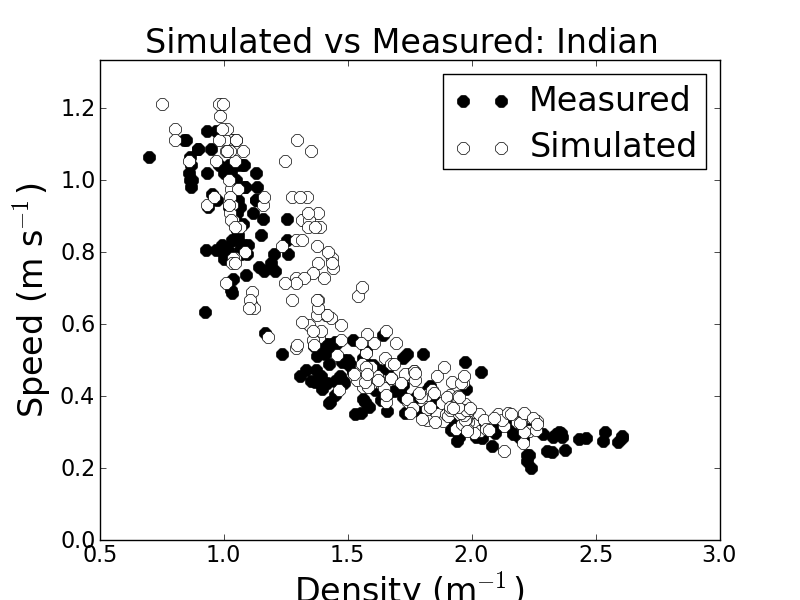 Simulated vs Measured: Indian
Measured
Simulated
1.2
1.0
0.8
0.6
0.4
0.2
0.0
Speed (m s⁻¹)
0.5 1.0 1.5 2.0 2.5 3.0
Density (m⁻¹)